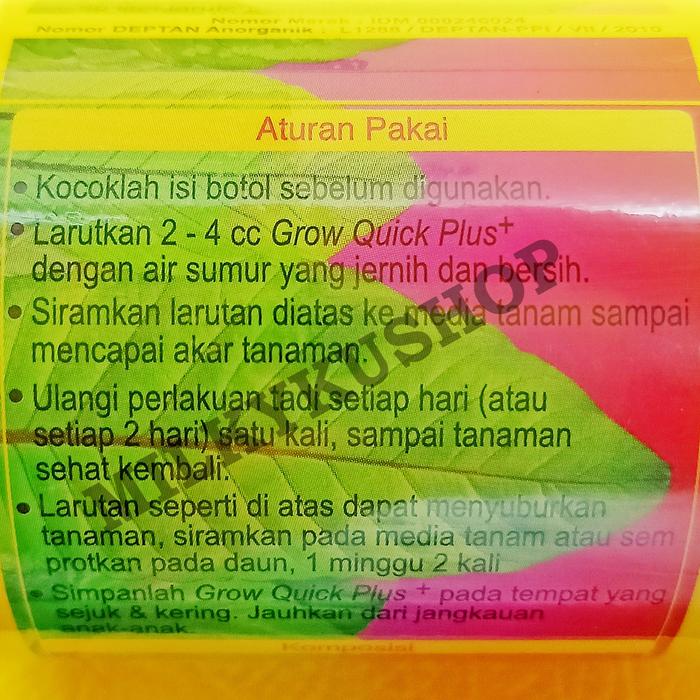 Nomor Merek : IDM 000240024
Nomor DEPTAN Anorganik : L1288 / DEPTAN-PPI / VII / 2010
Aturan Pakai
• Kocoklah isi botol sebelum digunakan.
• Larutkan 2 - 4 cc Grow Quick Plus+
dengan air sumur yang jernih dan bersih.
• Siramkan larutan diatas ke media tanam sampai
mencapai akar tanaman.
• Ulangi perlakuan tadi setiap hari (atau
setiap 2 hari) satu kali, sampai tanaman
sehat kembali.
• Larutan seperti di atas dapat menyuburkan
tanaman, siramkan pada media tanam atau sem
protkan pada daun, 1 minggu 2 kali
• Simpanlah Grow Quick Plus + pada tempat yang
sejuk & kering. Jauhkan dari jangkauan
anak-anak.
Komposisi
MILKYKUSHOP